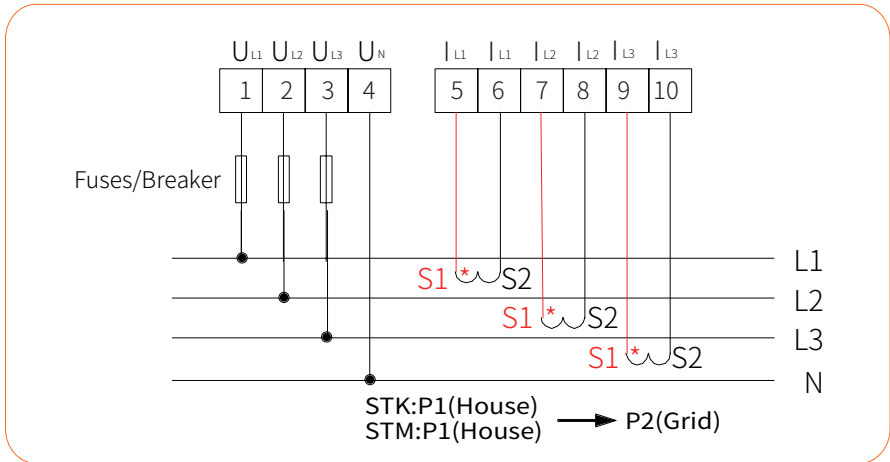 UL1 UL2 UL3 UN IL1 IL1 IL2 IL2 IL3 IL3
1 2 3 4 5 6 7 8 9 10
Fuses/Breaker
L1
S1 * S2
L2
S1 * S2
L3
S1 * S2
N
STK:P1(House)
STM:P1(House) P2(Grid)